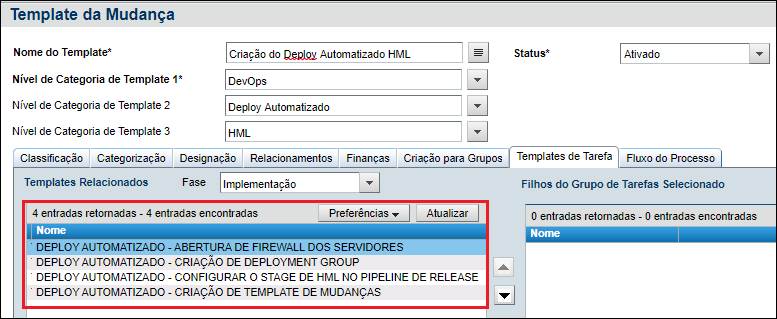 Template da Mudança
Nome do Template* Criação do Deploy Automatizado HML Status* Ativado
Nível de Categoria de Template 1* DevOps
Nível de Categoria de Template 2 Deploy Automatizado
Nível de Categoria de Template 3 HML
Classificação Categorização Designação Relacionamentos Finanças Criação para Grupos Templates de Tarefa Fluxo do Processo
Templates Relacionados Fase Implementação Filhos do Grupo de Tarefas Selecionado
4 entradas retornadas - 4 entradas encontradas Preferências Atualizar 0 entradas retornadas - 0 entradas encontradas
Nome Nome
DEPLOY AUTOMATIZADO - ABERTURA DE FIREWALL DOS SERVIDORES
DEPLOY AUTOMATIZADO - CRIAÇÃO DE DEPLOYMENT GROUP
DEPLOY AUTOMATIZADO - CONFIGURAR O STAGE DE HML NO PIPELINE DE RELEASE
DEPLOY AUTOMATIZADO - CRIAÇÃO DE TEMPLATE DE MUDANÇAS